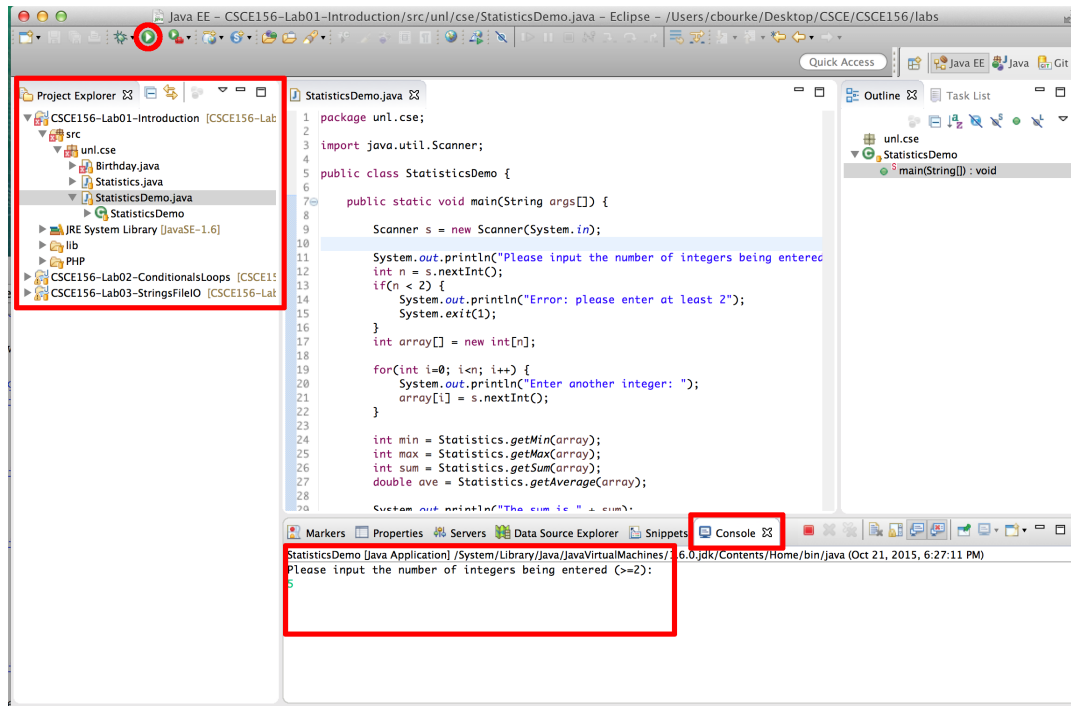 Java EE - CSCE156-Lab01-Introduction/src/unl/cse/StatisticsDemo.java - Eclipse - /Users/cbourke/Desktop/CSCE/CSCE156/labs
Quick Access
Java EE
Java
Git
Project Explorer
CSCE156-Lab01-Introduction [CSCE156-Lab
src
unl.cse
Birthday.java
Statistics.java
StatisticsDemo.java
StatisticsDemo
JRE System Library [JavaSE-1.6]
lib
PHP
CSCE156-Lab02-ConditionalsLoops [CSCE15
CSCE156-Lab03-StringsFileIO [CSCE156-Lab
StatisticsDemo.java
1 package unl.cse;
2
3 import java.util.Scanner;
4
5 public class StatisticsDemo {
6
7 public static void main(String args[]) {
8
9 Scanner s = new Scanner(System.in);
10
11 System.out.println("Please input the number of integers being entered
12 int n = s.nextInt();
13 if(n < 2) {
14 System.out.println("Error: please enter at least 2");
15 System.exit(1);
16 }
17 int array[] = new int[n];
18
19 for(int i=0; i<n; i++) {
20 System.out.println("Enter another integer: ");
21 array[i] = s.nextInt();
22 }
23
24 int min = Statistics.getMin(array);
25 int max = Statistics.getMax(array);
26 int sum = Statistics.getSum(array);
27 double ave = Statistics.getAverage(array);
28
29 System.out.println("The sum is " + sum);
Outline
Task List
unl.cse
StatisticsDemo
main(String[]) : void
Markers
Properties
Servers
Data Source Explorer
Snippets
Console
StatisticsDemo [Java Application] /System/Library/Java/JavaVirtualMachines/1.6.0.jdk/Contents/Home/bin/java (Oct 21, 2015, 6:27:11 PM)
Please input the number of integers being entered (>=2):